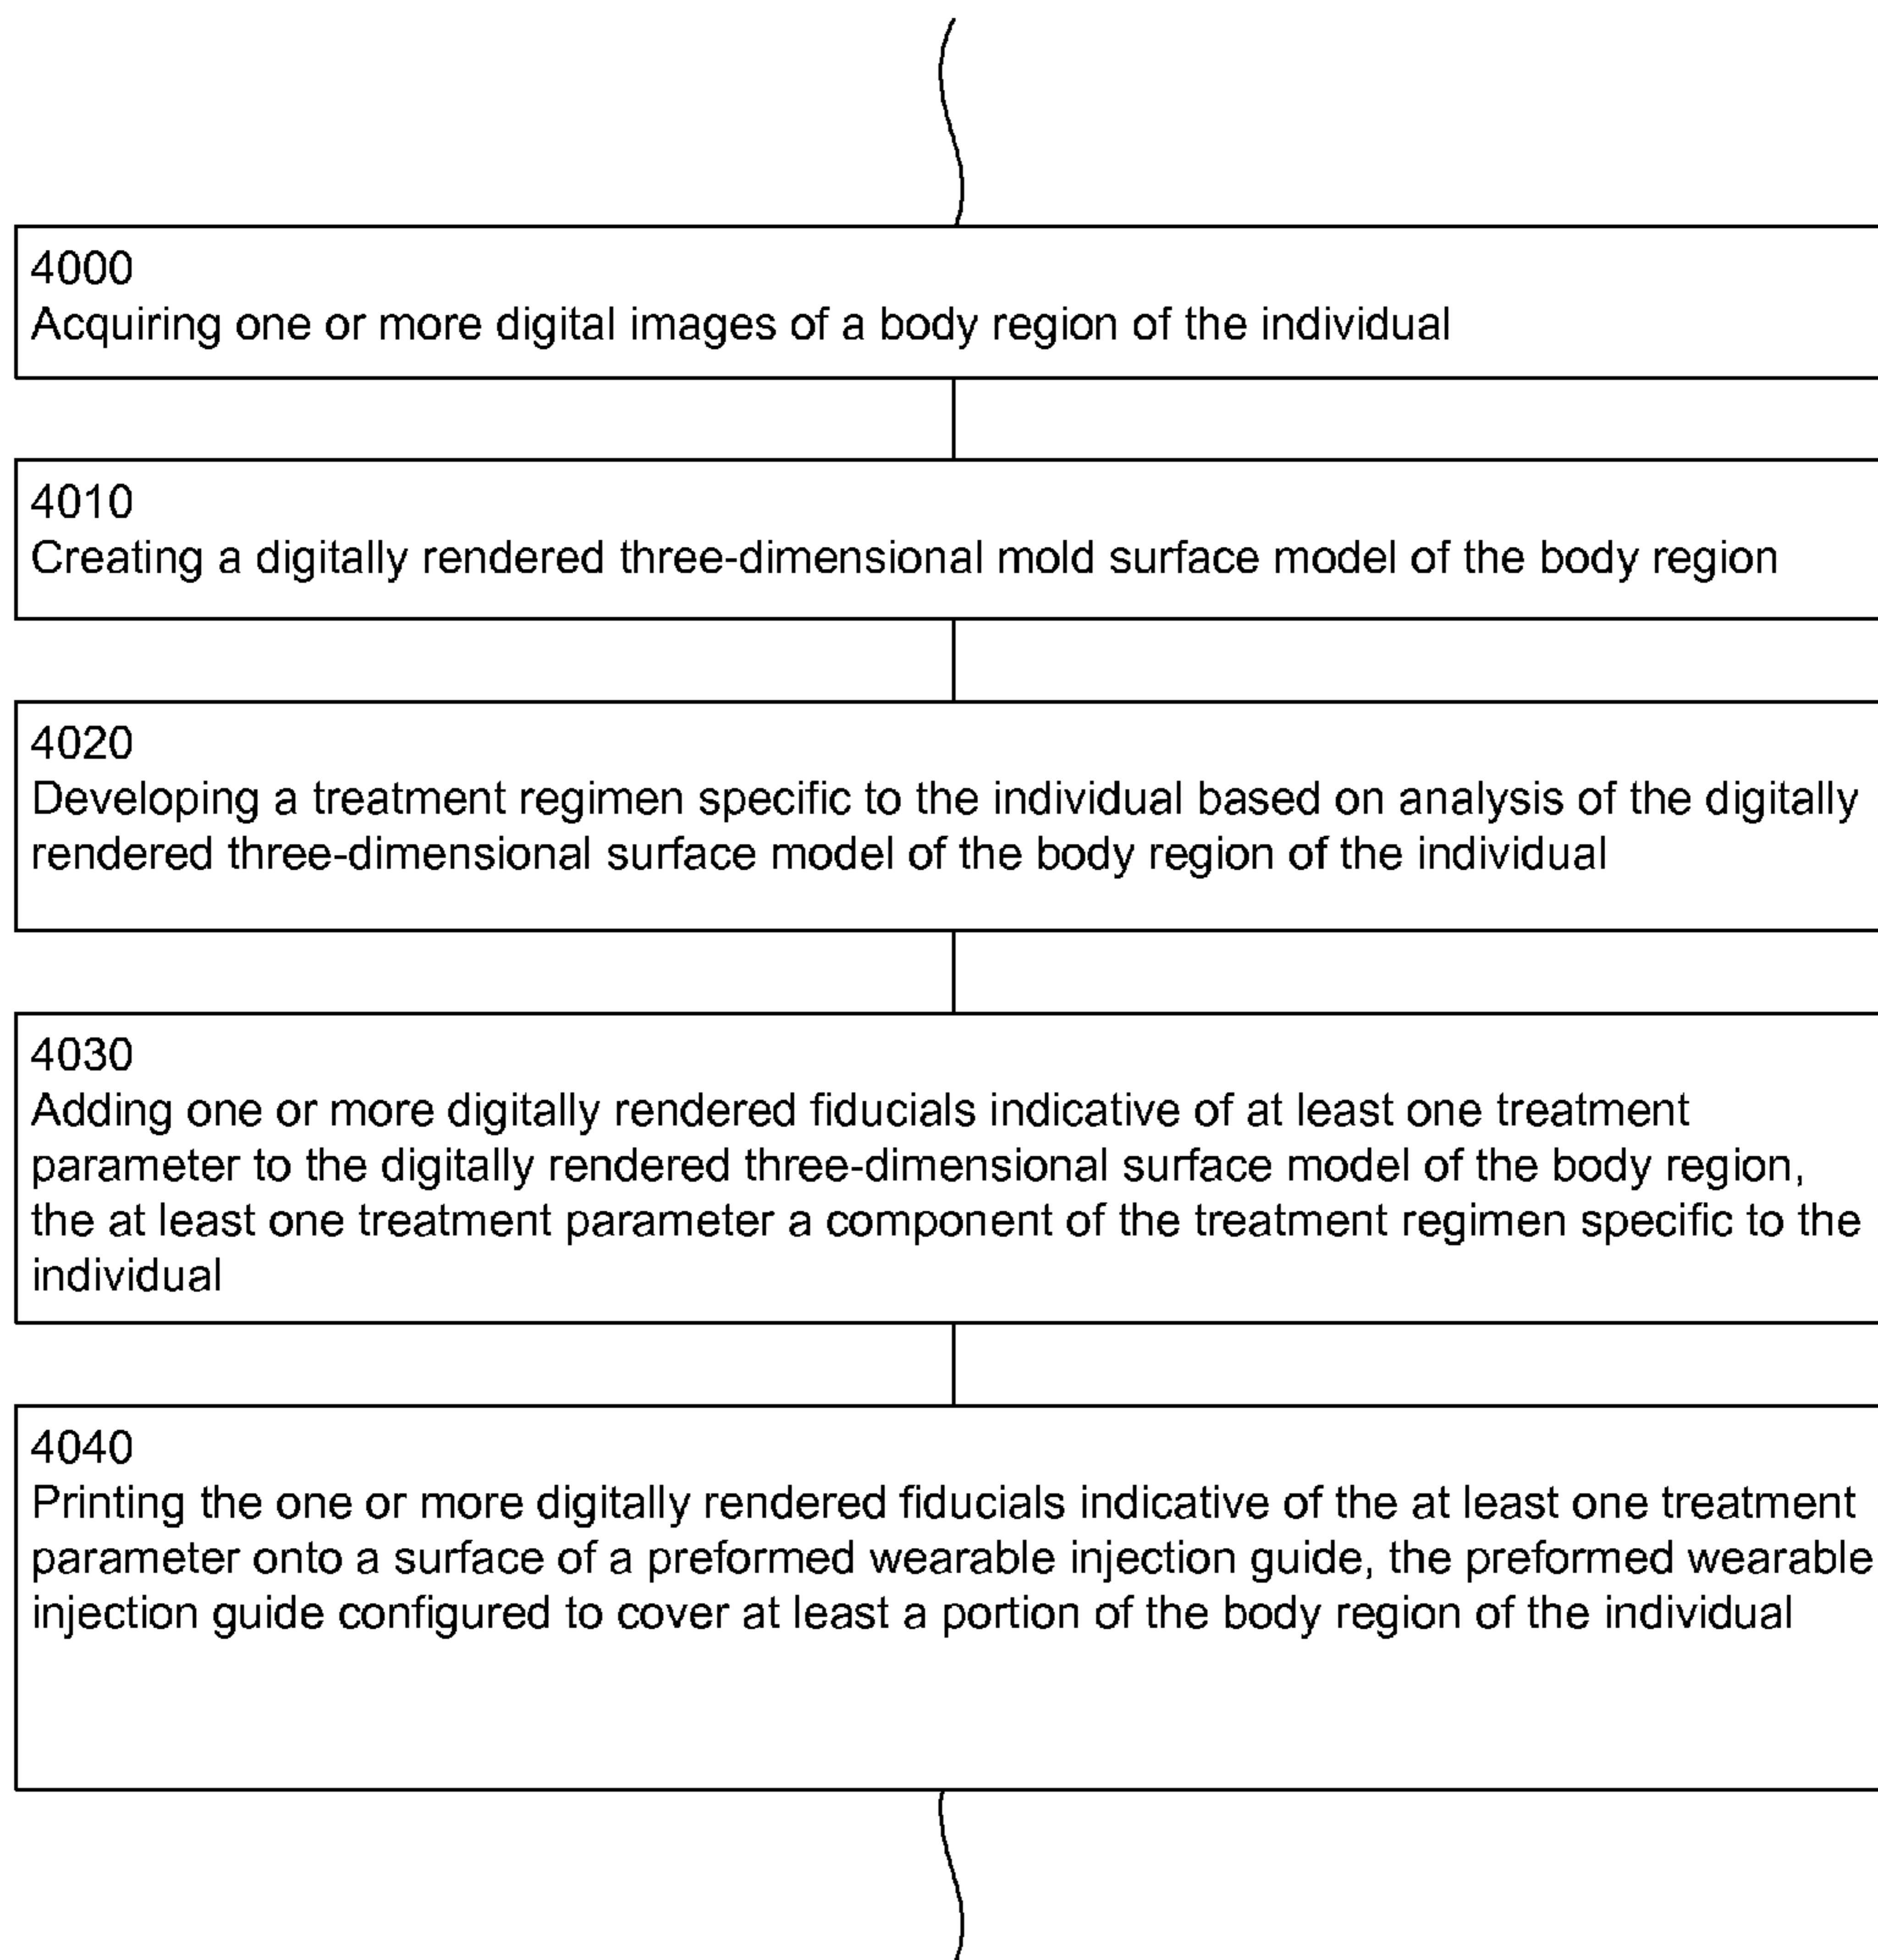 4000
Acquiring one or more digital images of a body region of the individual
4010
Creating a digitally rendered three-dimensional mold surface model of the body region
4020
Developing a treatment regimen specific to the individual based on analysis of the digitally
rendered three-dimensional surface model of the body region of the individual
4030
Adding one or more digitally rendered fiducials indicative of at least one treatment
parameter to the digitally rendered three-dimensional surface model of the body region,
the at least one treatment parameter a component of the treatment regimen specific to the
individual
4040
Printing the one or more digitally rendered fiducials indicative of the at least one treatment
parameter onto a surface of a preformed wearable injection guide, the preformed wearable
injection guide configured to cover at least a portion of the body region of the individual